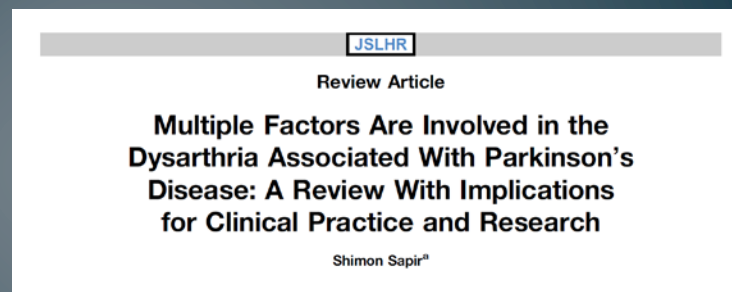 JSLHR
Review Article
Multiple Factors Are Involved in the
Dysarthria Associated With Parkinson's
Disease: A Review With Implications
for Clinical Practice and Research
Shimon Sapirᵃ